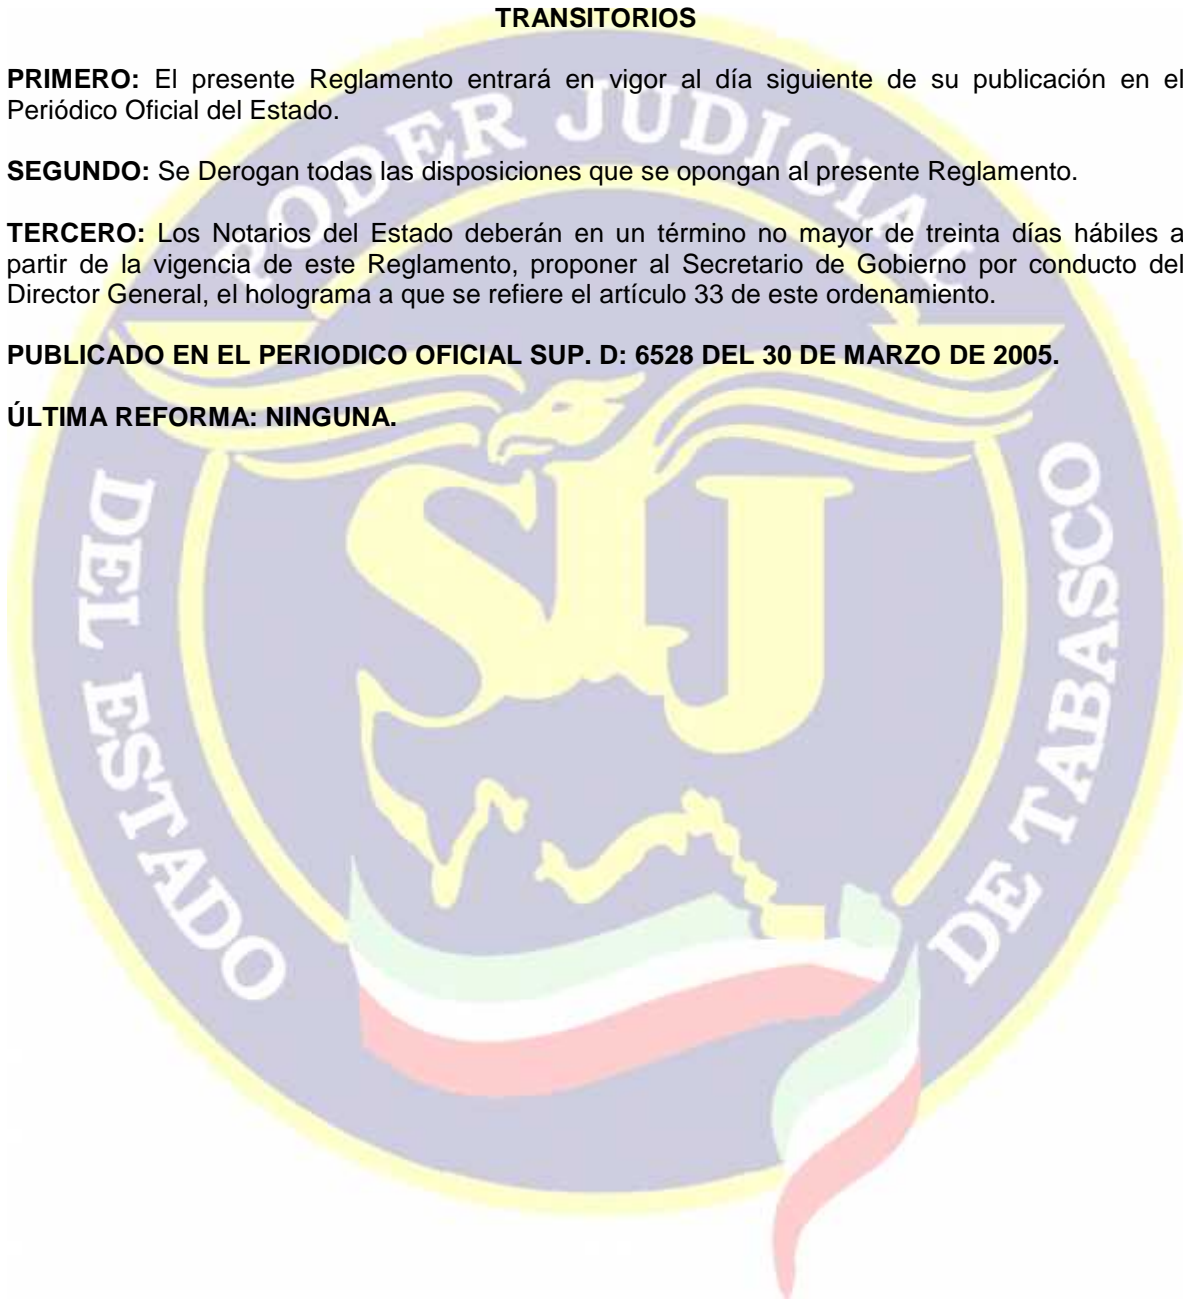 TRANSITORIOS
PRIMERO: El presente Reglamento entrará en vigor al día siguiente de su publicación en el
Periódico Oficial del Estado.
SEGUNDO: Se Derogan todas las disposiciones que se opongan al presente Reglamento.
TERCERO: Los Notarios del Estado deberán en un término no mayor de treinta días hábiles a
partir de la vigencia de este Reglamento, proponer al Secretario de Gobierno por conducto del
Director General, el holograma a que se refiere el artículo 33 de este ordenamiento.
PUBLICADO EN EL PERIODICO OFICIAL SUP. D: 6528 DEL 30 DE MARZO DE 2005.
ÚLTIMA REFORMA: NINGUNA.
PODER JUDICIAL
DEL ESTADO
DE TABASCO
SIJ